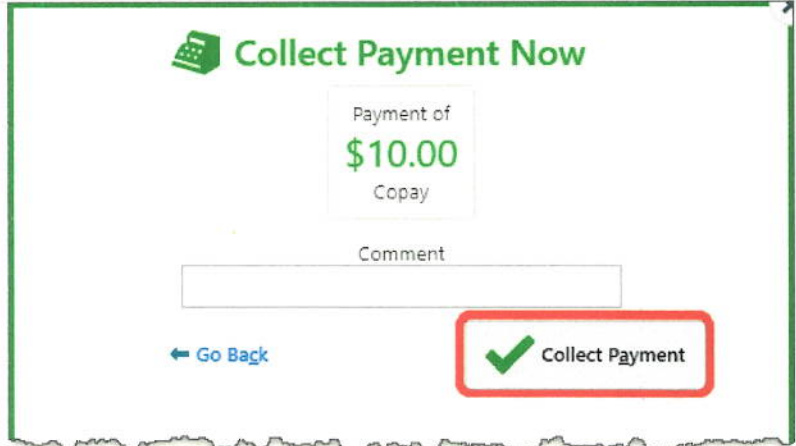 Collect Payment Now
Payment of
$10.00
Copay
Comment
Go Back
Collect Payment